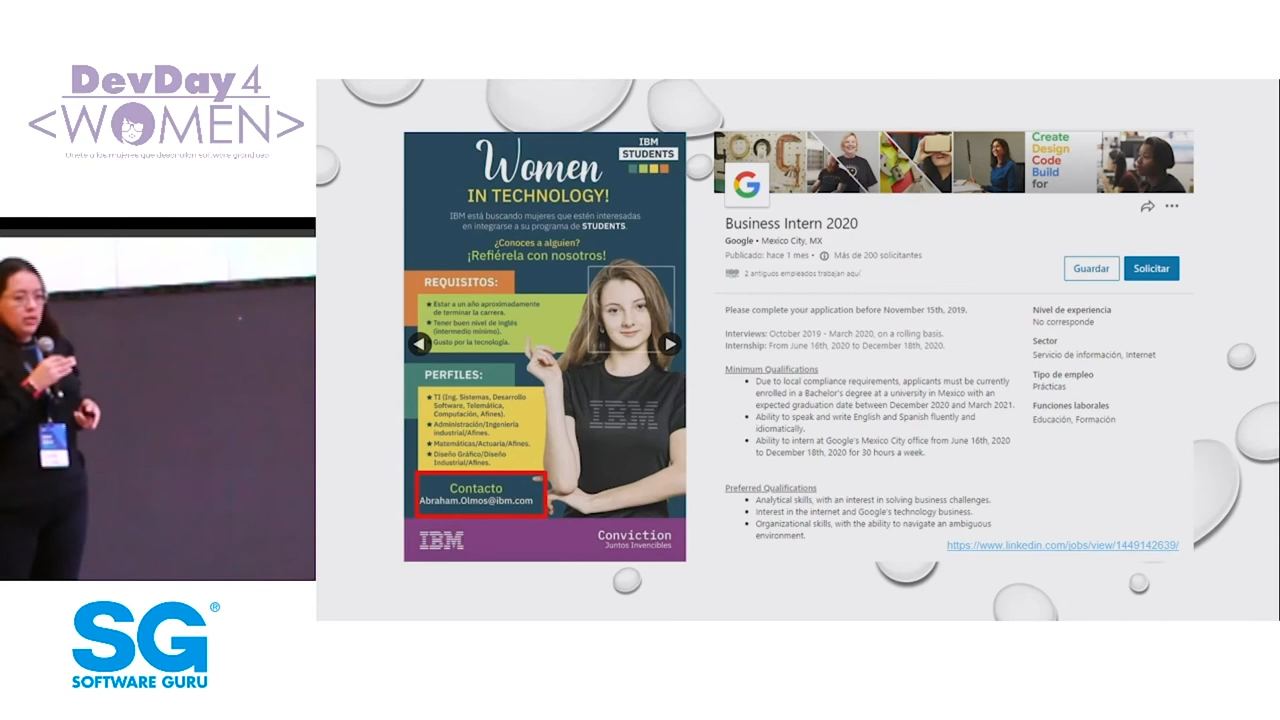 DevDay4
<WOMEN>
Women
IN TECHNOLOGY!
IBM
STUDENTS
IBM está buscando mujeres que estén interesadas
en integrarse a su programa de STUDENTS.
¿Conoces a alguien?
¡Refiérela con nosotros!
REQUISITOS:
★ Estar a un año aproximadamente
de terminar la carrera.
★ Tener buen nivel de inglés
(intermedio mínimo).
★ Gusto por la tecnología.
PERFILES:
★ TI (Ing. Sistemas, Desarrollo
Software, Telemática,
Computación, Afines).
★ Administración/Ingeniería
industrial/Afines.
★ Matemáticas/Actuaría/Afines.
★ Diseño Gráfico/Diseño
Industrial/Afines.
Contacto
Abraham.Olmos@ibm.com
IBM
IBM
Conviction
Juntos Invencibles
Create
Design
Code
Build
for
G
Business Intern 2020
Google • Mexico City, MX
Publicado: hace 1 mes • Más de 200 solicitantes
2 antiguos empleados trabajan aquí
Guardar
Solicitar
Please complete your application before November 15th, 2019.
Interviews: October 2019 - March 2020, on a rolling basis.
Internship: From June 16th, 2020 to December 18th, 2020.
Minimum Qualifications
• Due to local compliance requirements, applicants must be currently
enrolled in a Bachelor's degree at a university in Mexico with an
expected graduation date between December 2020 and March 2021.
• Ability to speak and write English and Spanish fluently and
idiomatically.
• Ability to intern at Google's Mexico City office from June 16th, 2020
to December 18th, 2020 for 30 hours a week.
Preferred Qualifications
• Analytical skills, with an interest in solving business challenges.
• Interest in the internet and Google's technology business.
• Organizational skills, with the ability to navigate an ambiguous
environment.
Nivel de experiencia
No corresponde
Sector
Servicio de información, Internet
Tipo de empleo
Prácticas
Funciones laborales
Educación, Formación
https://www.linkedin.com/jobs/view/1449142639/
SG®
SOFTWARE GURU